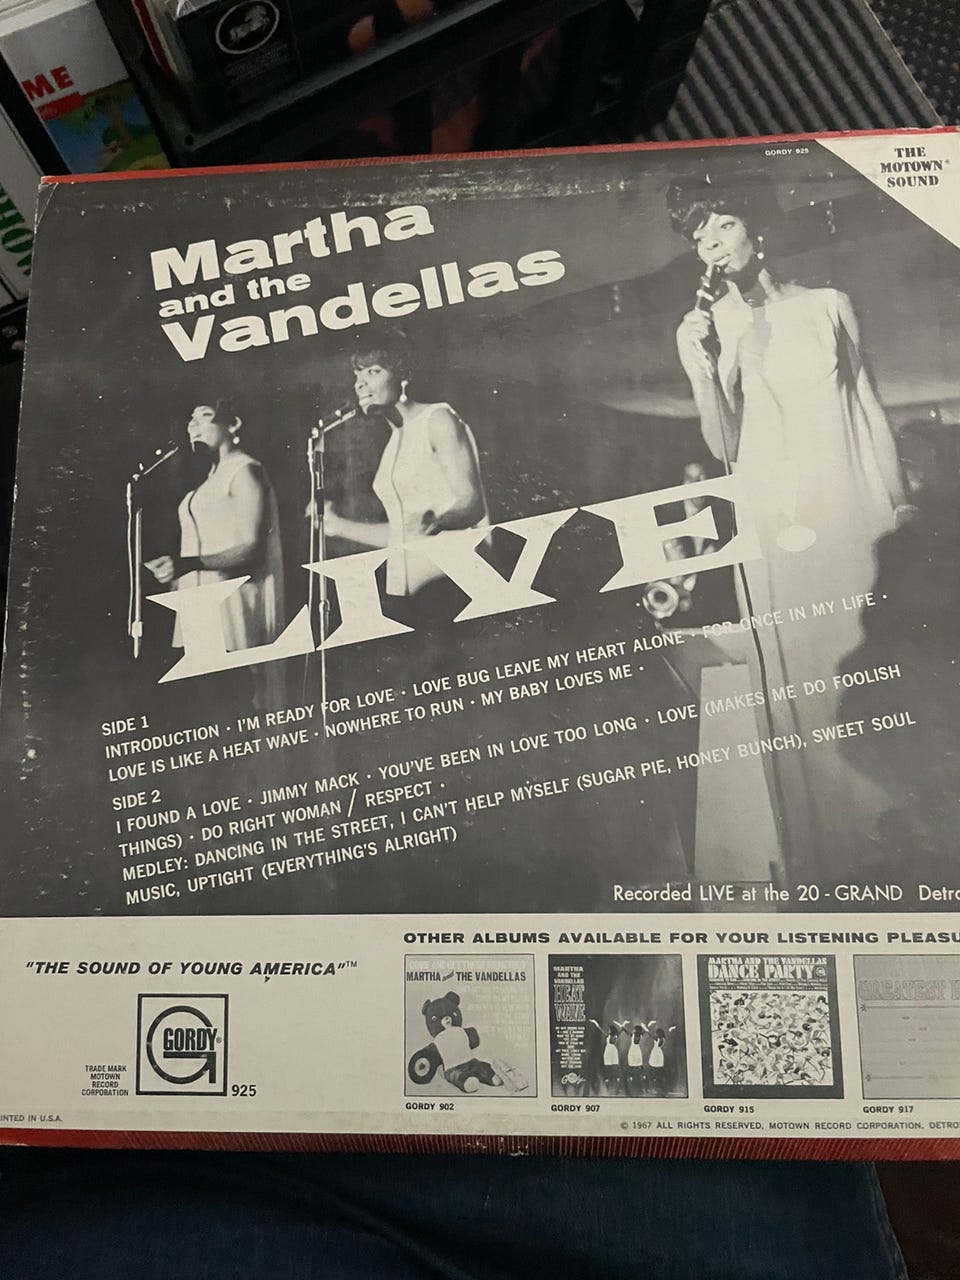 ME
GORDY 925
THE
MOTOWN®
SOUND
Martha
and the
Vandellas
LIVE!
SIDE 1
INTRODUCTION · I'M READY FOR LOVE · LOVE BUG LEAVE MY HEART ALONE · FOR ONCE IN MY LIFE ·
LOVE IS LIKE A HEAT WAVE · NOWHERE TO RUN · MY BABY LOVES ME ·
SIDE 2
I FOUND A LOVE · JIMMY MACK · YOU'VE BEEN IN LOVE TOO LONG · LOVE (MAKES ME DO FOOLISH
THINGS) · DO RIGHT WOMAN / RESPECT ·
MEDLEY: DANCING IN THE STREET, I CAN'T HELP MYSELF (SUGAR PIE, HONEY BUNCH), SWEET SOUL
MUSIC, UPTIGHT (EVERYTHING'S ALRIGHT)
Recorded LIVE at the 20-GRAND Detro
OTHER ALBUMS AVAILABLE FOR YOUR LISTENING PLEASU
"THE SOUND OF YOUNG AMERICA"™
GORDY®
TRADE MARK
MOTOWN
RECORD
CORPORATION
925
MARTHA AND THE VANDELLAS
GORDY 902
MARTHA
AND THE
VANDELLAS
HEAT
WAVE
GORDY 907
MARTHA AND THE VANDELLAS
DANCE PARTY
GORDY 915
GREATEST
GORDY 917
INTED IN U.S.A.
© 1967 ALL RIGHTS RESERVED, MOTOWN RECORD CORPORATION, DETRO